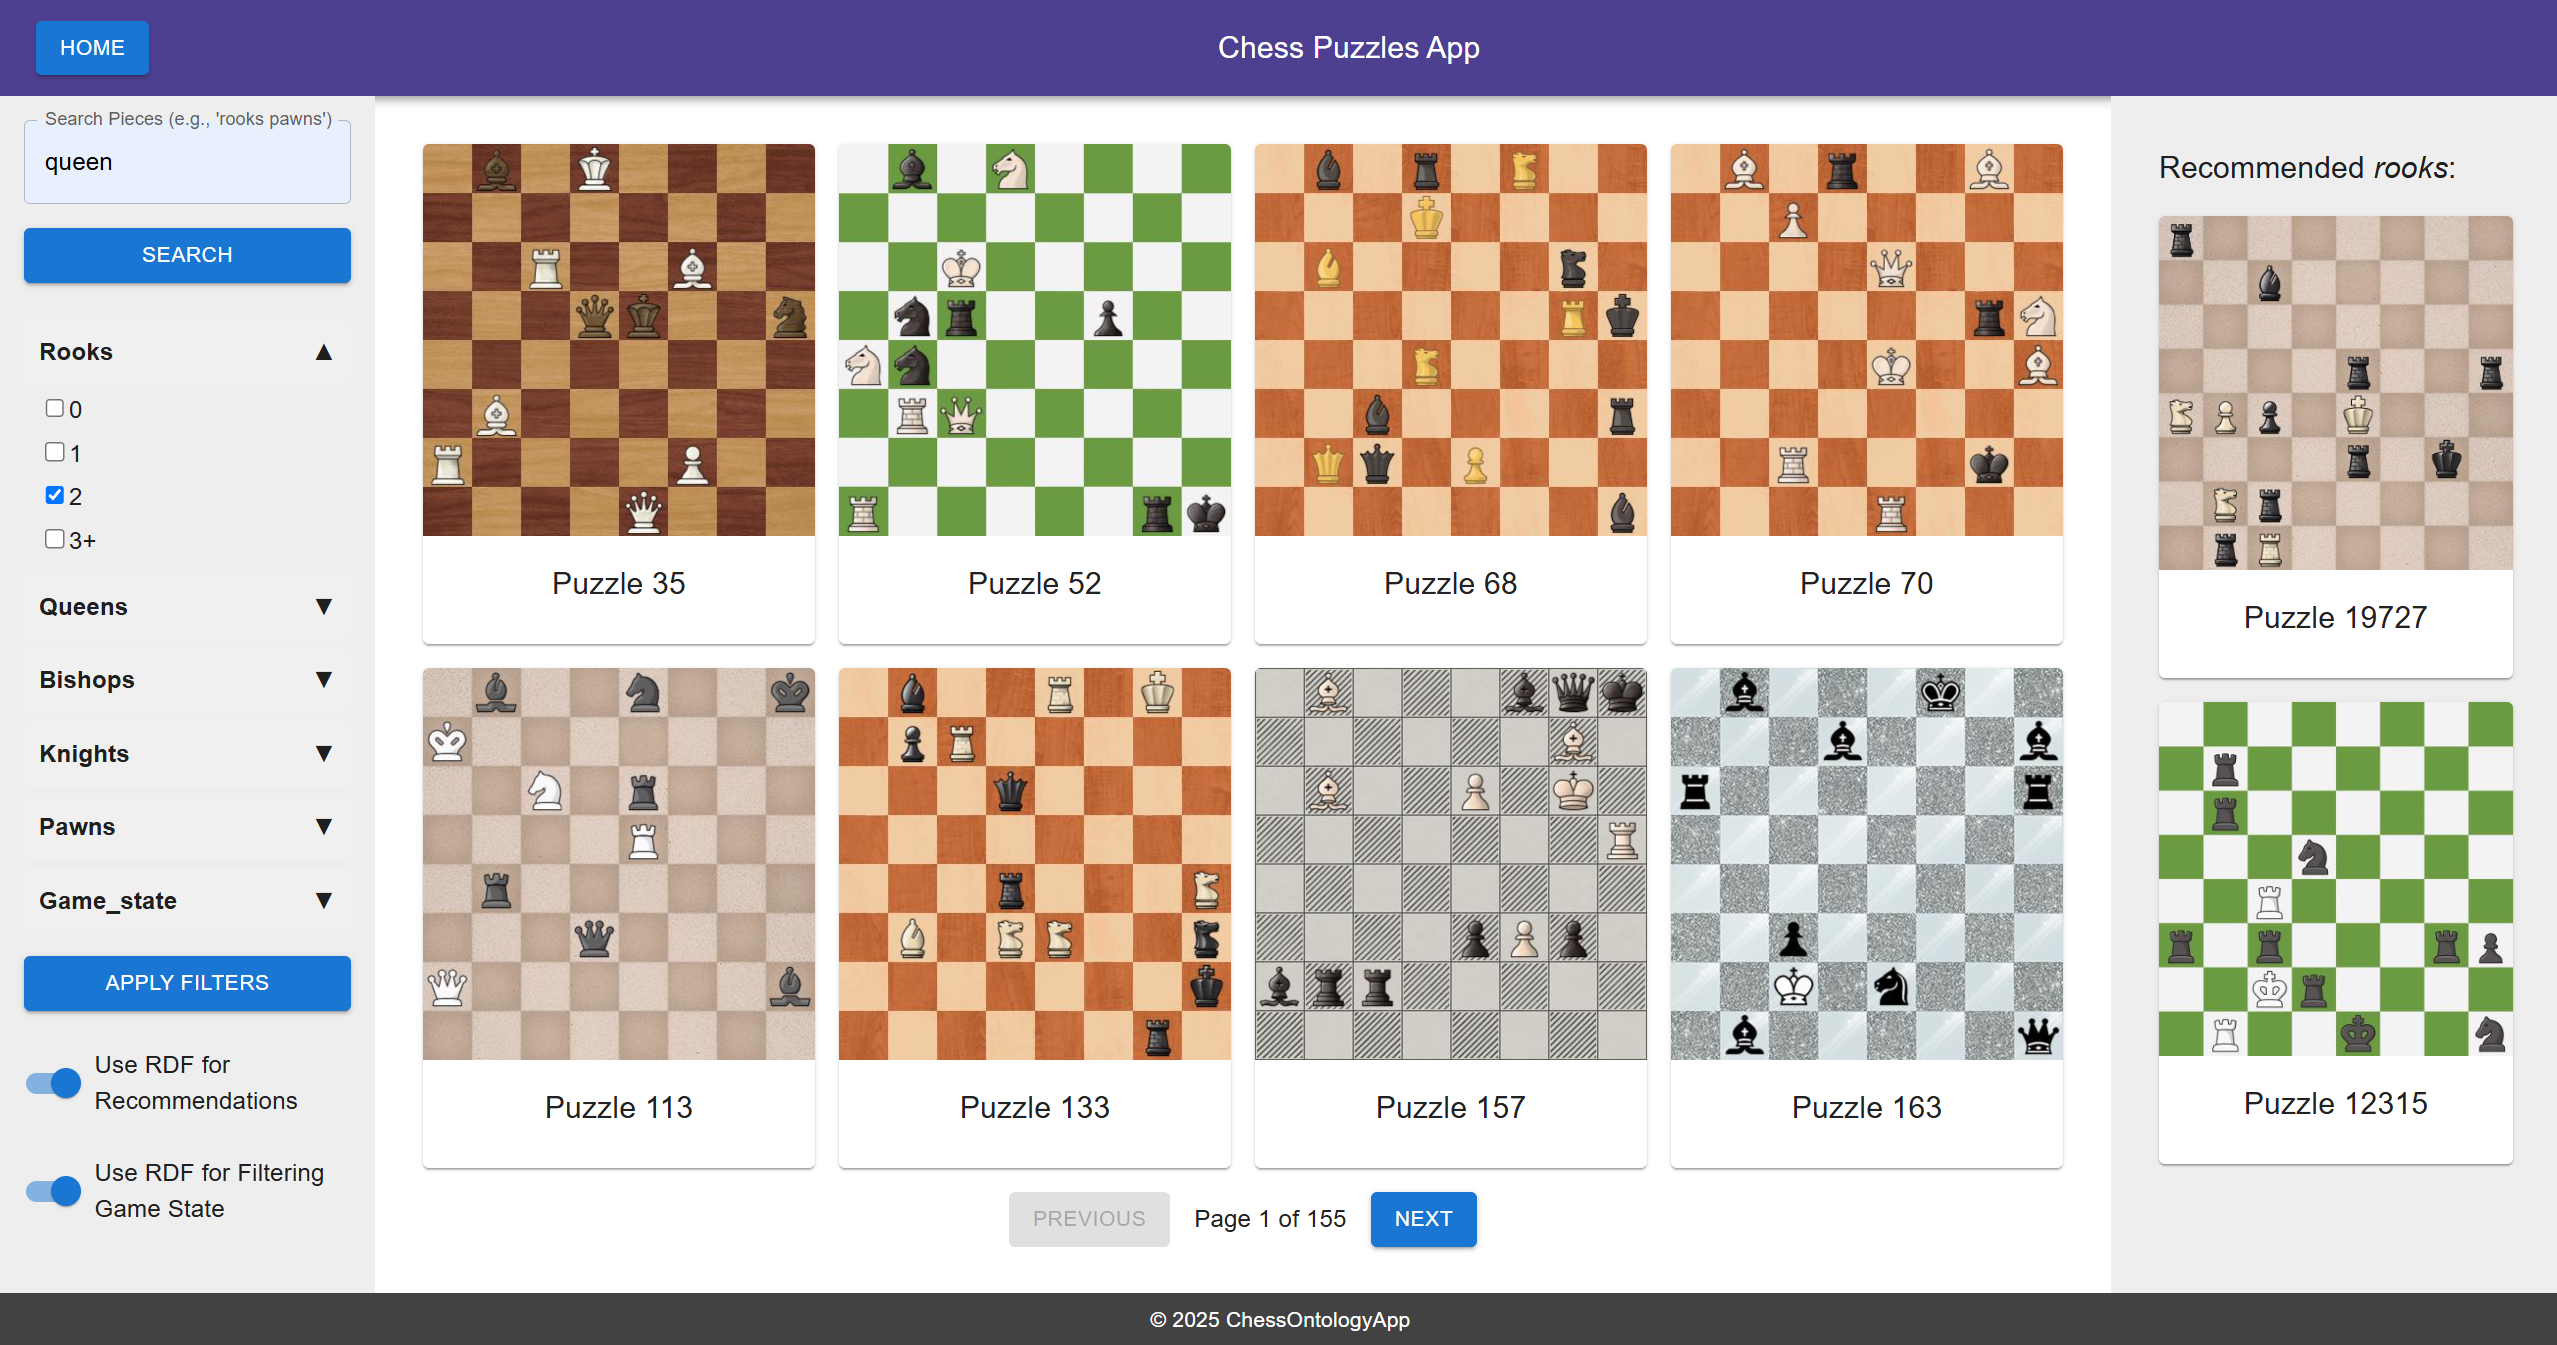 HOME
Chess Puzzles App
Search Pieces (e.g., 'rooks pawns')
queen
SEARCH
Rooks ▲
0
1
2
3+
Queens ▼
Bishops ▼
Knights ▼
Pawns ▼
Game_state ▼
APPLY FILTERS
Use RDF for
Recommendations
Use RDF for Filtering
Game State
Puzzle 35
Puzzle 52
Puzzle 68
Puzzle 70
Puzzle 113
Puzzle 133
Puzzle 157
Puzzle 163
PREVIOUS
Page 1 of 155
NEXT
Recommended rooks:
Puzzle 19727
Puzzle 12315
© 2025 ChessOntologyApp